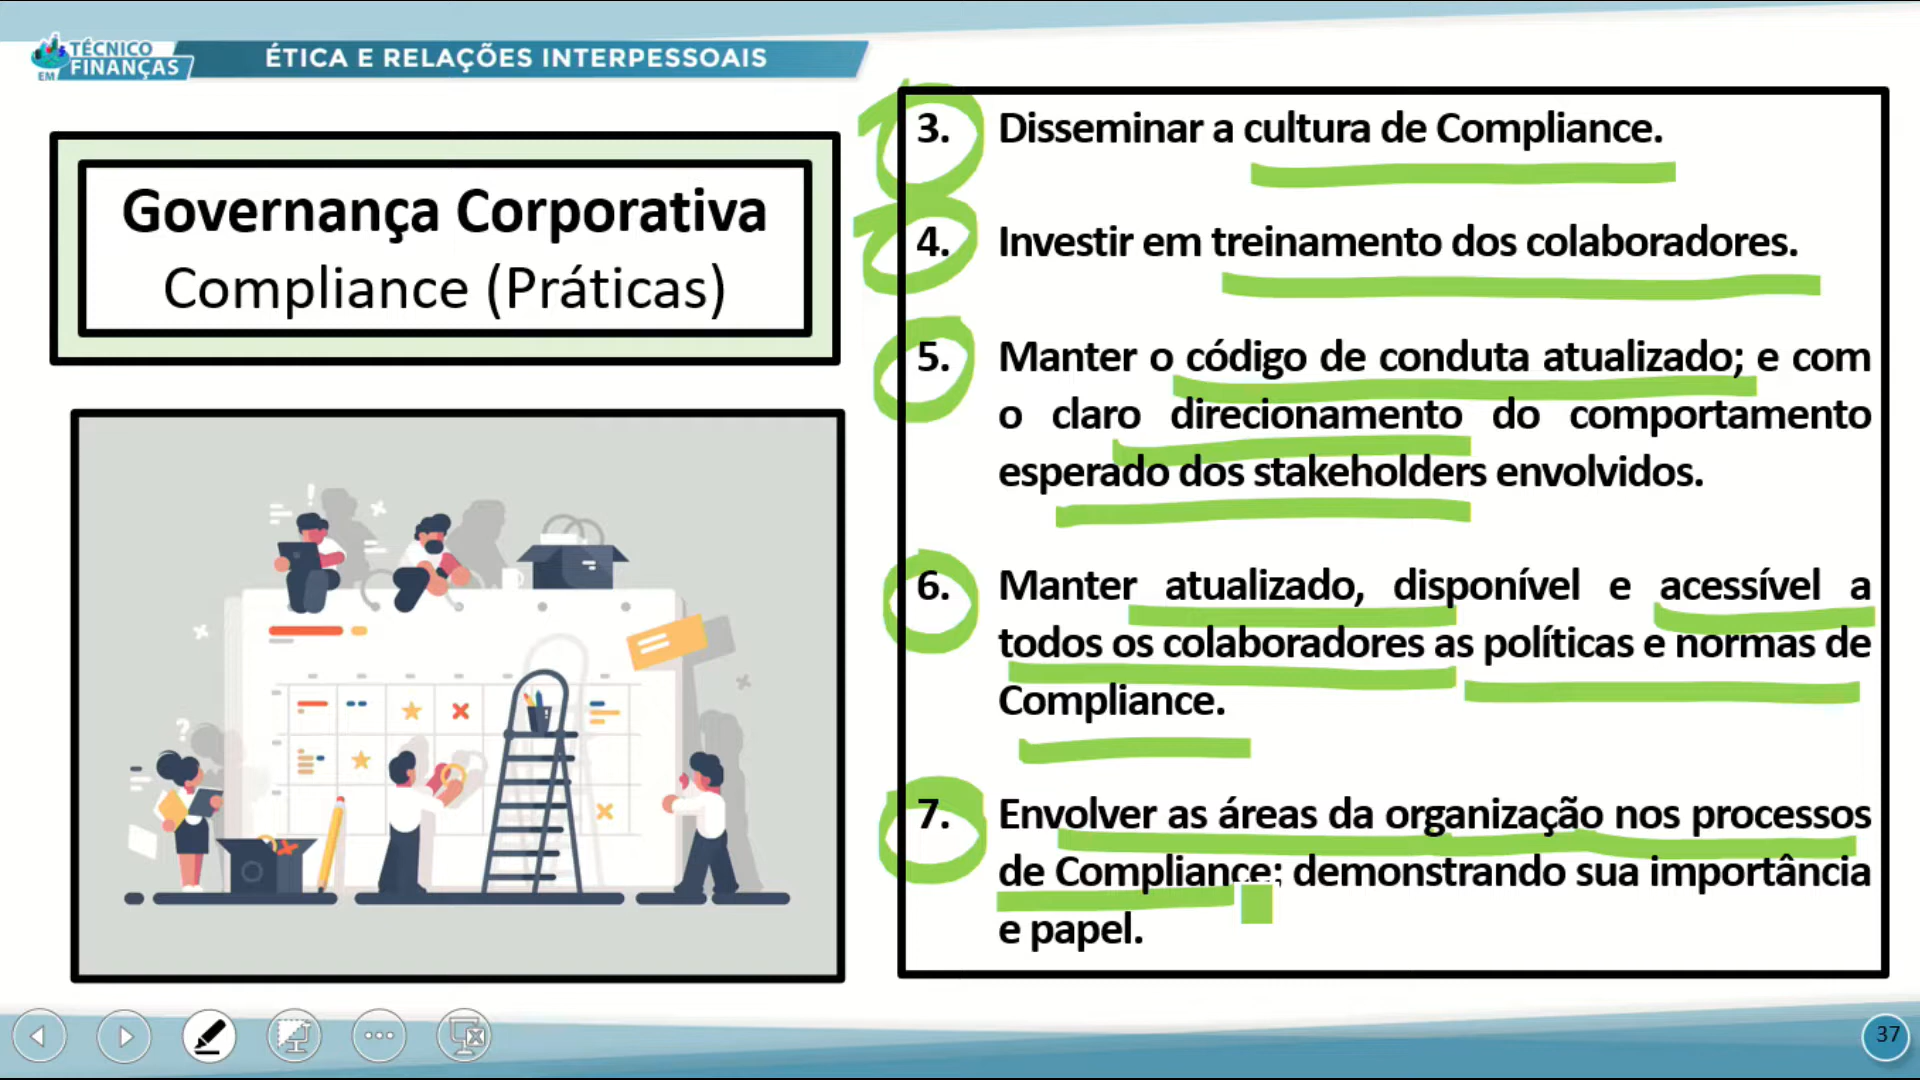 TÉCNICO
EM FINANÇAS
ÉTICA E RELAÇÕES INTERPESSOAIS
Governança Corporativa
Compliance (Práticas)
3. Disseminar a cultura de Compliance.
4. Investir em treinamento dos colaboradores.
5. Manter o código de conduta atualizado; e com
o claro direcionamento do comportamento
esperado dos stakeholders envolvidos.
6. Manter atualizado, disponível e acessível a
todos os colaboradores as políticas e normas de
Compliance.
7. Envolver as áreas da organização nos processos
de Compliance; demonstrando sua importância
e papel.
37